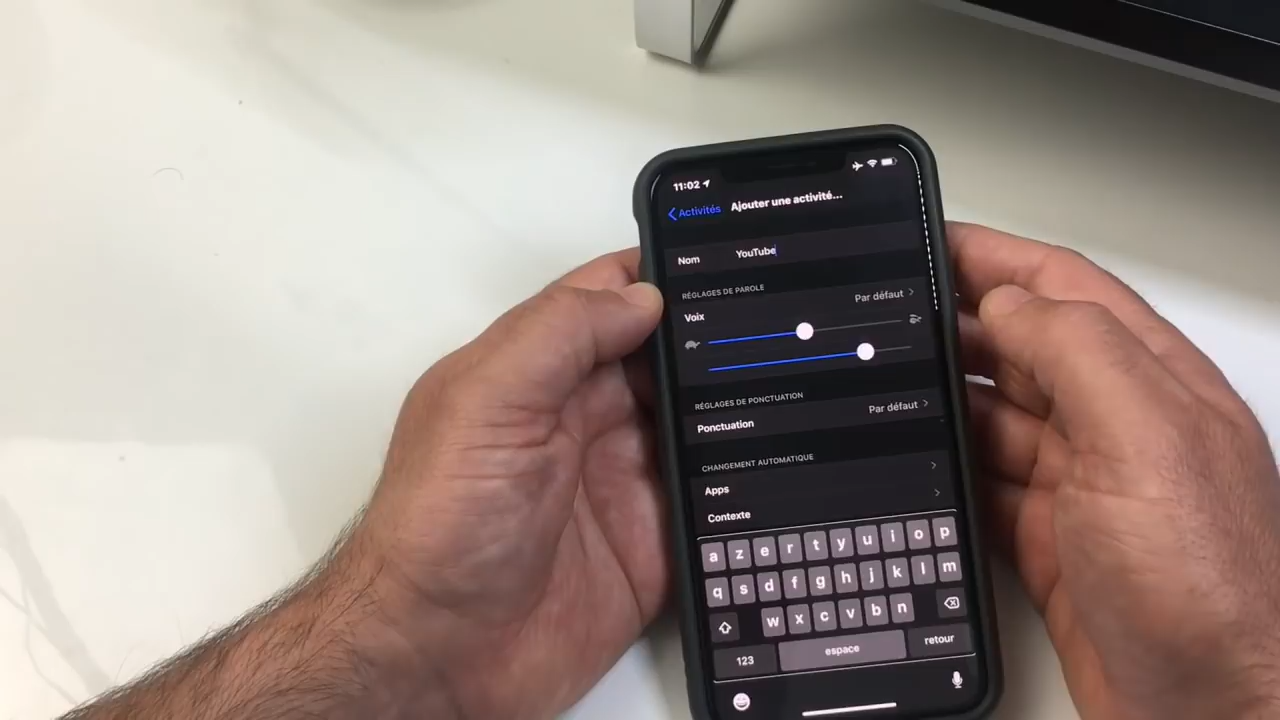 11:02
Activités
Ajouter une activité...
Nom YouTube
RÉGLAGES DE PAROLE
Voix Par défaut
RÉGLAGES DE PONCTUATION
Ponctuation Par défaut
CHANGEMENT AUTOMATIQUE
Apps
Contexte
a z e r t y u i o p
q s d f g h j k l m
w x c v b n
123 espace retour